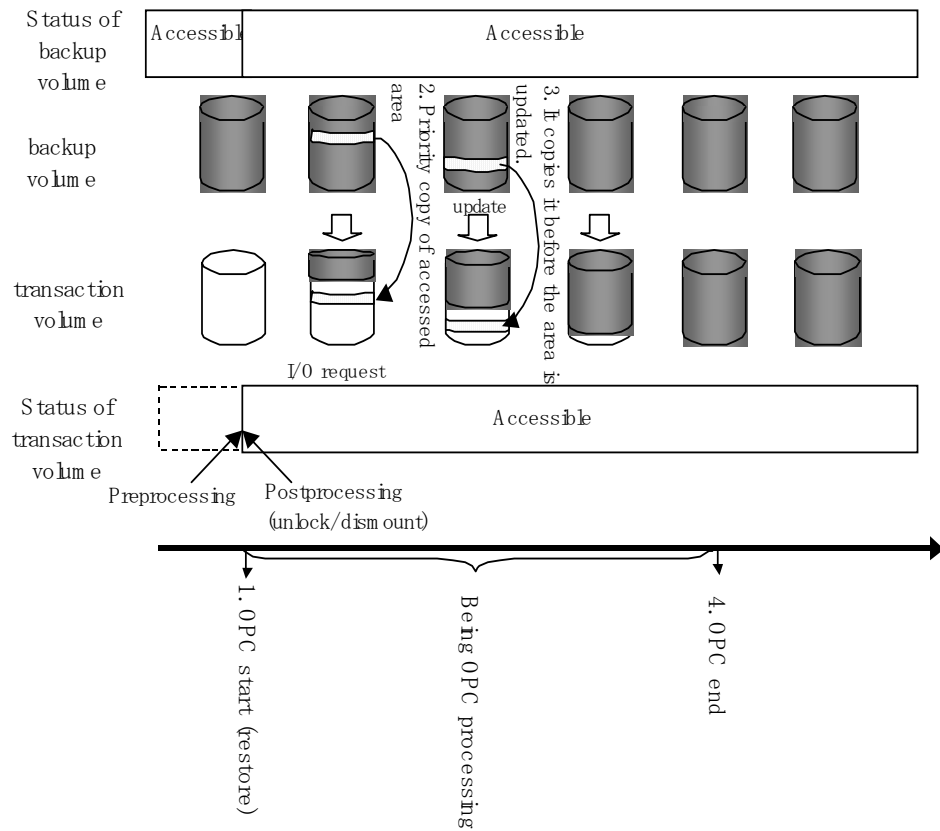 Status of
backup
volume
Accessible
Accessible
backup
volume
2. Priority copy of accessed
area
3. It copies it before the area is
updated.
update
transaction
volume
I/O request
Status of
transaction
volume
Accessible
Preprocessing
Postprocessing
(unlock/dismount)
1. OPC start (restore)
Being OPC processing
4. OPC end